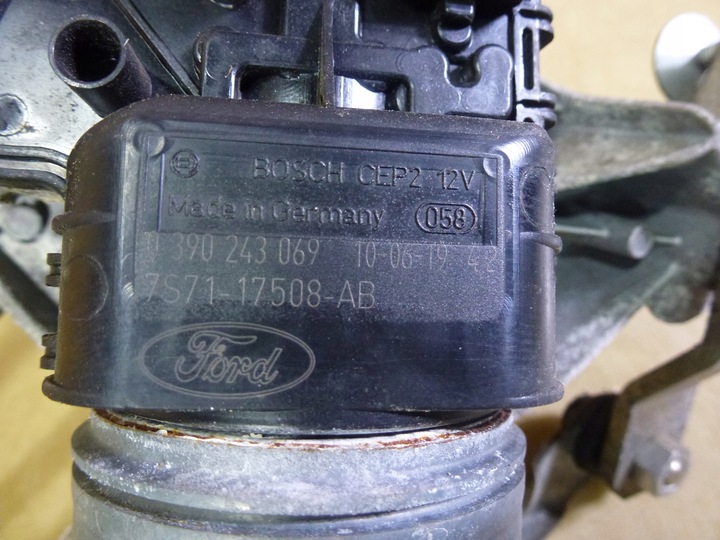 BOSCH CEP2 12V
Made in Germany 058
0 390 243 069 10-06-19 42
7S71-17508-AB
Ford